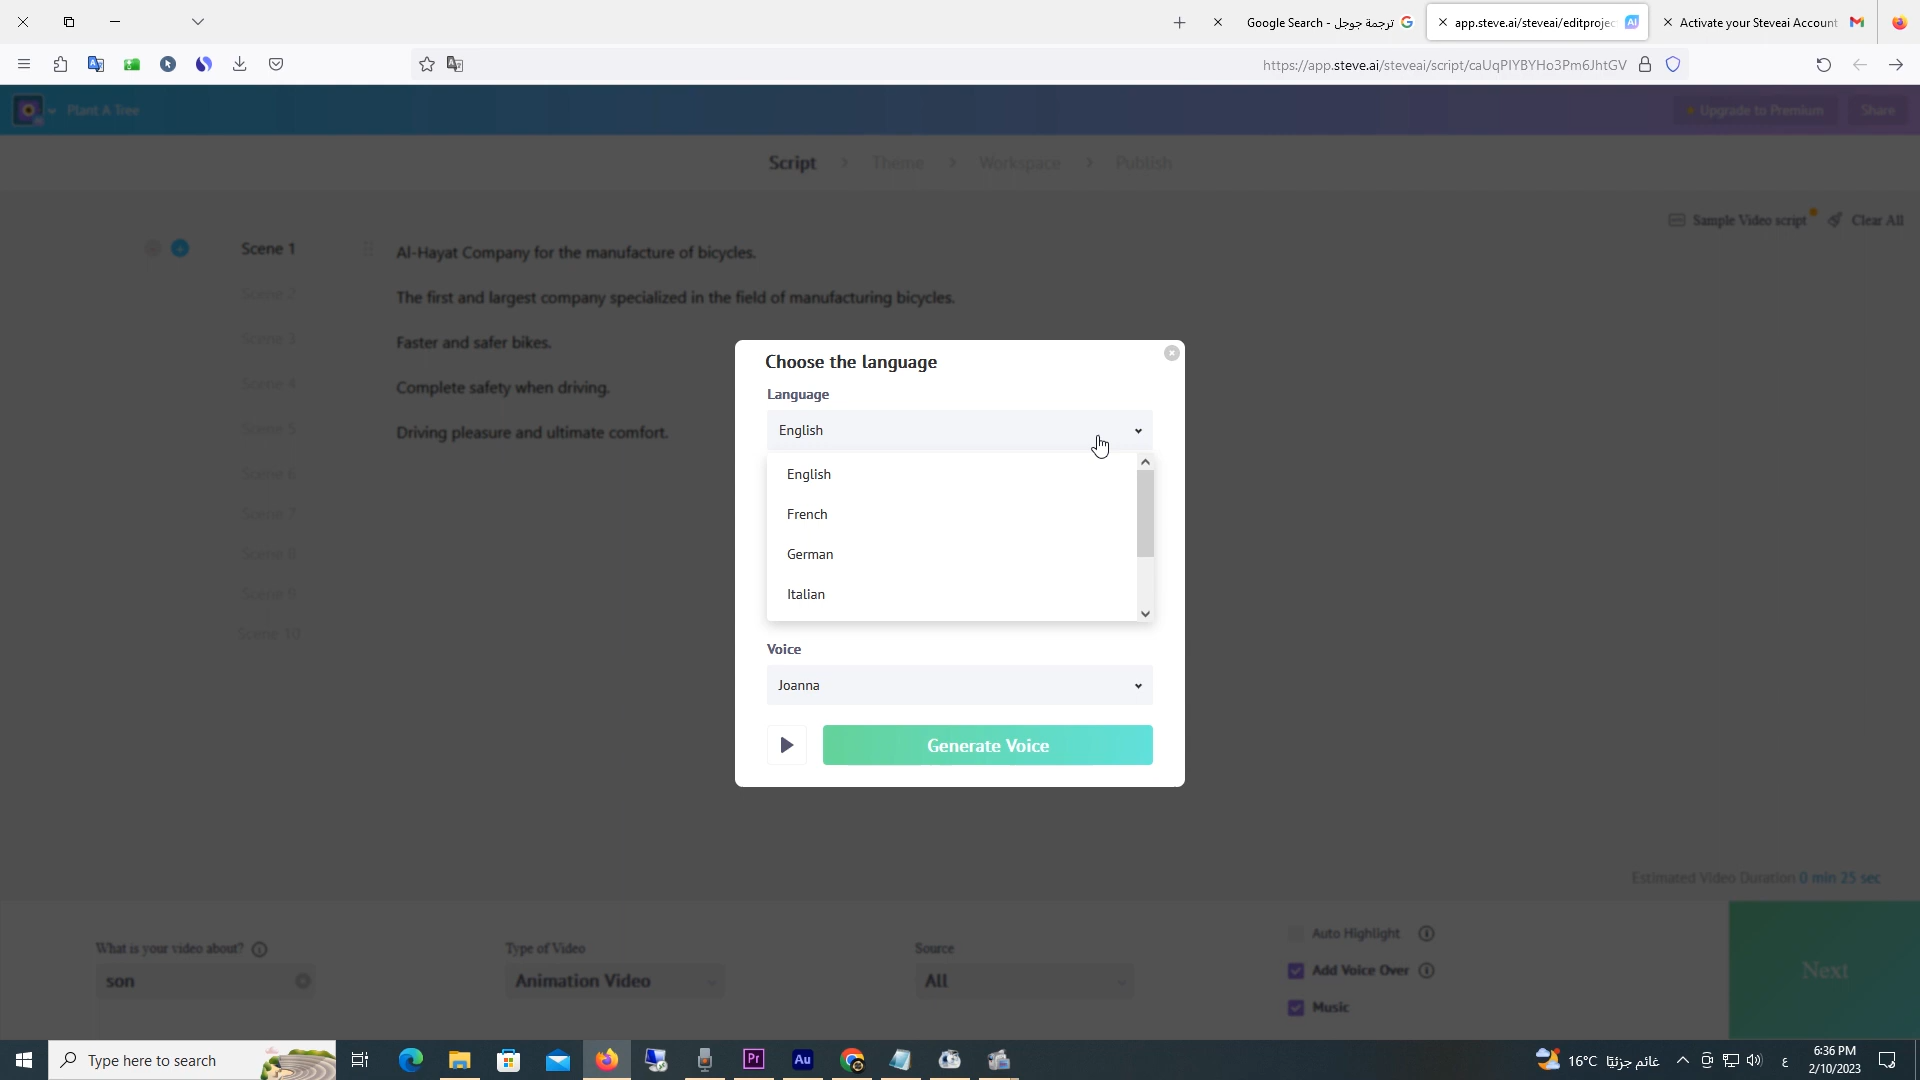 ترجمة جوجل - Google Search
app.steve.ai/steveai/editprojec
Activate your Steveai Account
https://app.steve.ai/steveai/script/caUqPIYBYHo3Pm6JhtGV
Plant A Tree
Upgrade to Premium
Share
Script > Theme > Workspace > Publish
Sample Video script
Clear All
Scene 1
Al-Hayat Company for the manufacture of bicycles.
Scene 2
The first and largest company specialized in the field of manufacturing bicycles.
Scene 3
Faster and safer bikes.
Scene 4
Complete safety when driving.
Scene 5
Driving pleasure and ultimate comfort.
Scene 6
Scene 7
Scene 8
Scene 9
Scene 10
Choose the language
Language
English
English
French
German
Italian
Voice
Joanna
Generate Voice
Estimated Video Duration 0 min 25 sec
What is your video about?
son
Type of Video
Animation Video
Source
All
Auto Highlight
Add Voice Over
Music
Next
Type here to search
Pr
Au
16°C غائم جزئيًا
ع
6:36 PM
2/10/2023